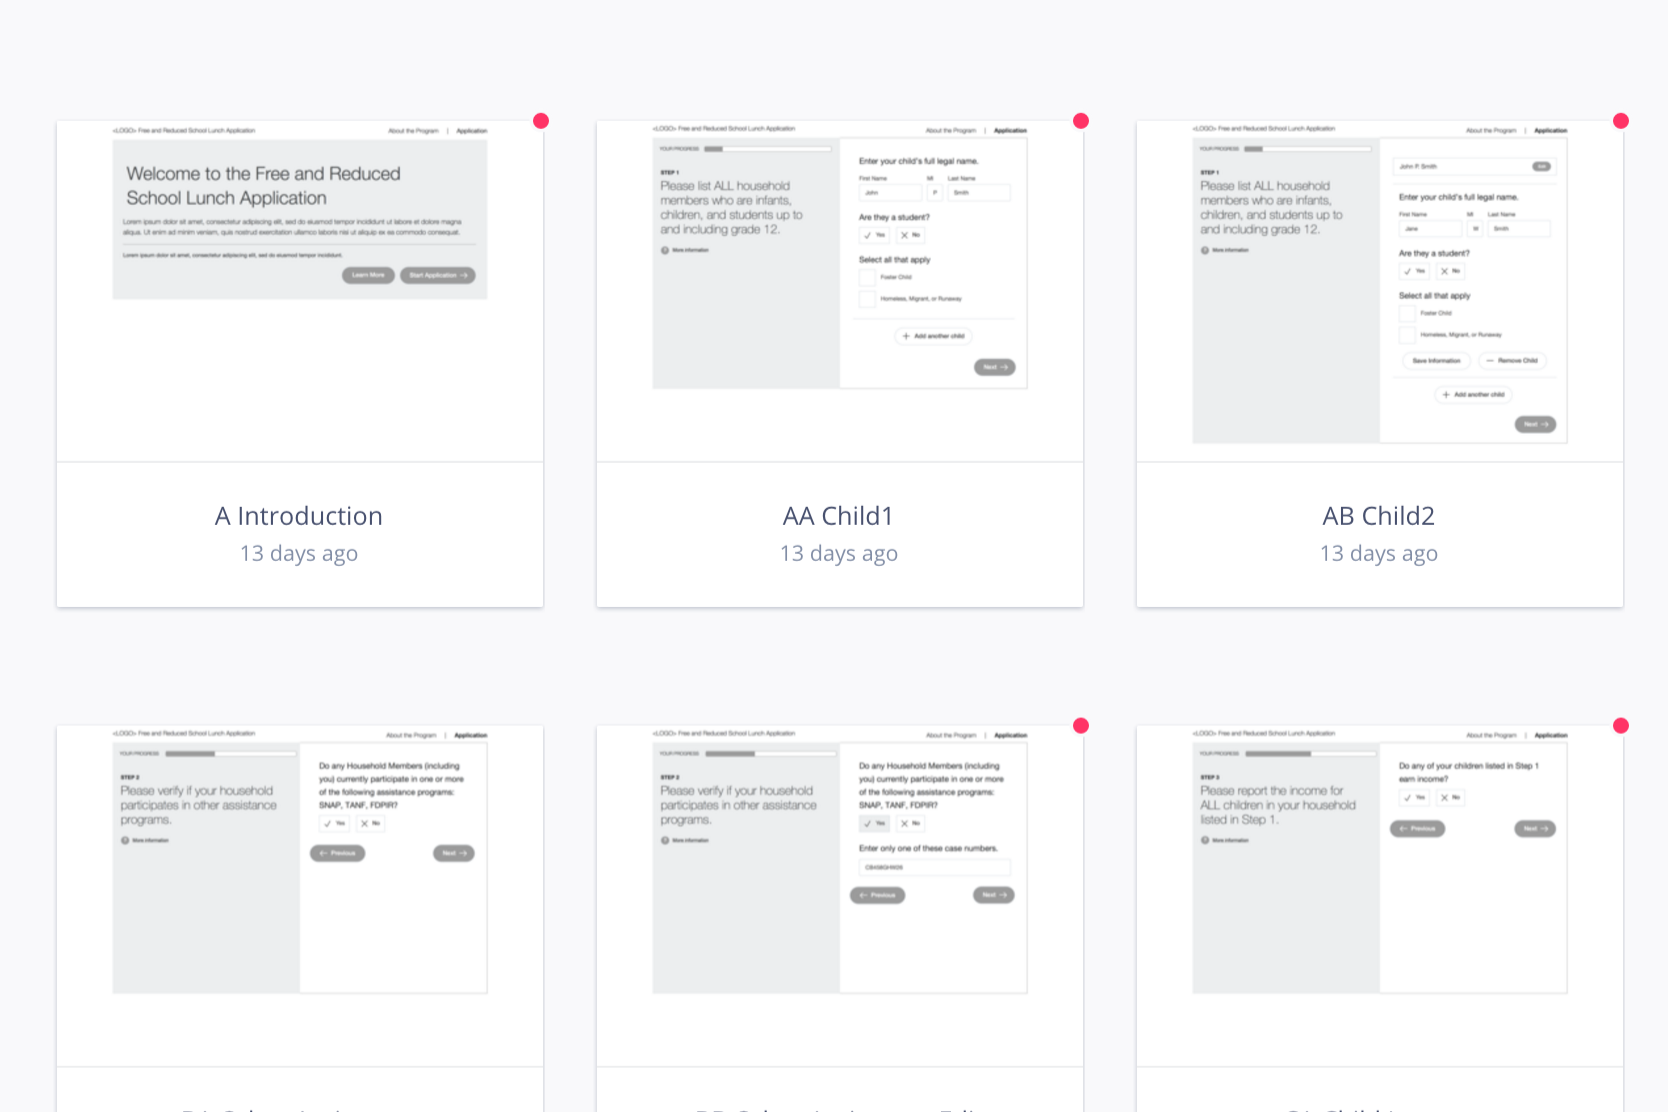 <LOGO> Free and Reduced School Lunch Application
About the Program | Application
Welcome to the Free and Reduced
School Lunch Application
Lorem ipsum dolor sit amet, consectetur adipiscing elit, sed do eiusmod tempor incididunt ut labore et dolore magna
aliqua. Ut enim ad minim veniam, quis nostrud exercitation ullamco laboris nisi ut aliquip ex ea commodo consequat.
Lorem ipsum dolor sit amet, consectetur adipiscing elit, sed do eiusmod tempor incididunt.
Learn More
Start Application →
A Introduction
13 days ago
<LOGO> Free and Reduced School Lunch Application
About the Program | Application
YOUR PROGRESS
STEP 1
Please list ALL household
members who are infants,
children, and students up to
and including grade 12.
More information
Enter your child's full legal name.
First Name MI Last Name
John P Smith
Are they a student?
Yes No
Select all that apply
Foster Child
Homeless, Migrant, or Runaway
+ Add another child
Next →
AA Child1
13 days ago
<LOGO> Free and Reduced School Lunch Application
About the Program | Application
YOUR PROGRESS
STEP 1
Please list ALL household
members who are infants,
children, and students up to
and including grade 12.
More information
John P. Smith
Enter your child's full legal name.
First Name MI Last Name
Jane M Smith
Are they a student?
Yes No
Select all that apply
Foster Child
Homeless, Migrant, or Runaway
Save Information — Remove Child
+ Add another child
Next →
AB Child2
13 days ago
<LOGO> Free and Reduced School Lunch Application
About the Program | Application
YOUR PROGRESS
STEP 2
Please verify if your household
participates in other assistance
programs.
More information
Do any Household Members (including
you) currently participate in one or more
of the following assistance programs:
SNAP, TANF, FDPIR?
Yes No
← Previous
Next →
<LOGO> Free and Reduced School Lunch Application
About the Program | Application
YOUR PROGRESS
STEP 2
Please verify if your household
participates in other assistance
programs.
More information
Do any Household Members (including
you) currently participate in one or more
of the following assistance programs:
SNAP, TANF, FDPIR?
Yes No
Enter only one of these case numbers.
← Previous
Next →
<LOGO> Free and Reduced School Lunch Application
About the Program | Application
YOUR PROGRESS
STEP 3
Please report the income for
ALL children in your household
listed in Step 1.
More information
Do any of your children listed in Step 1
earn income?
Yes No
← Previous
Next →